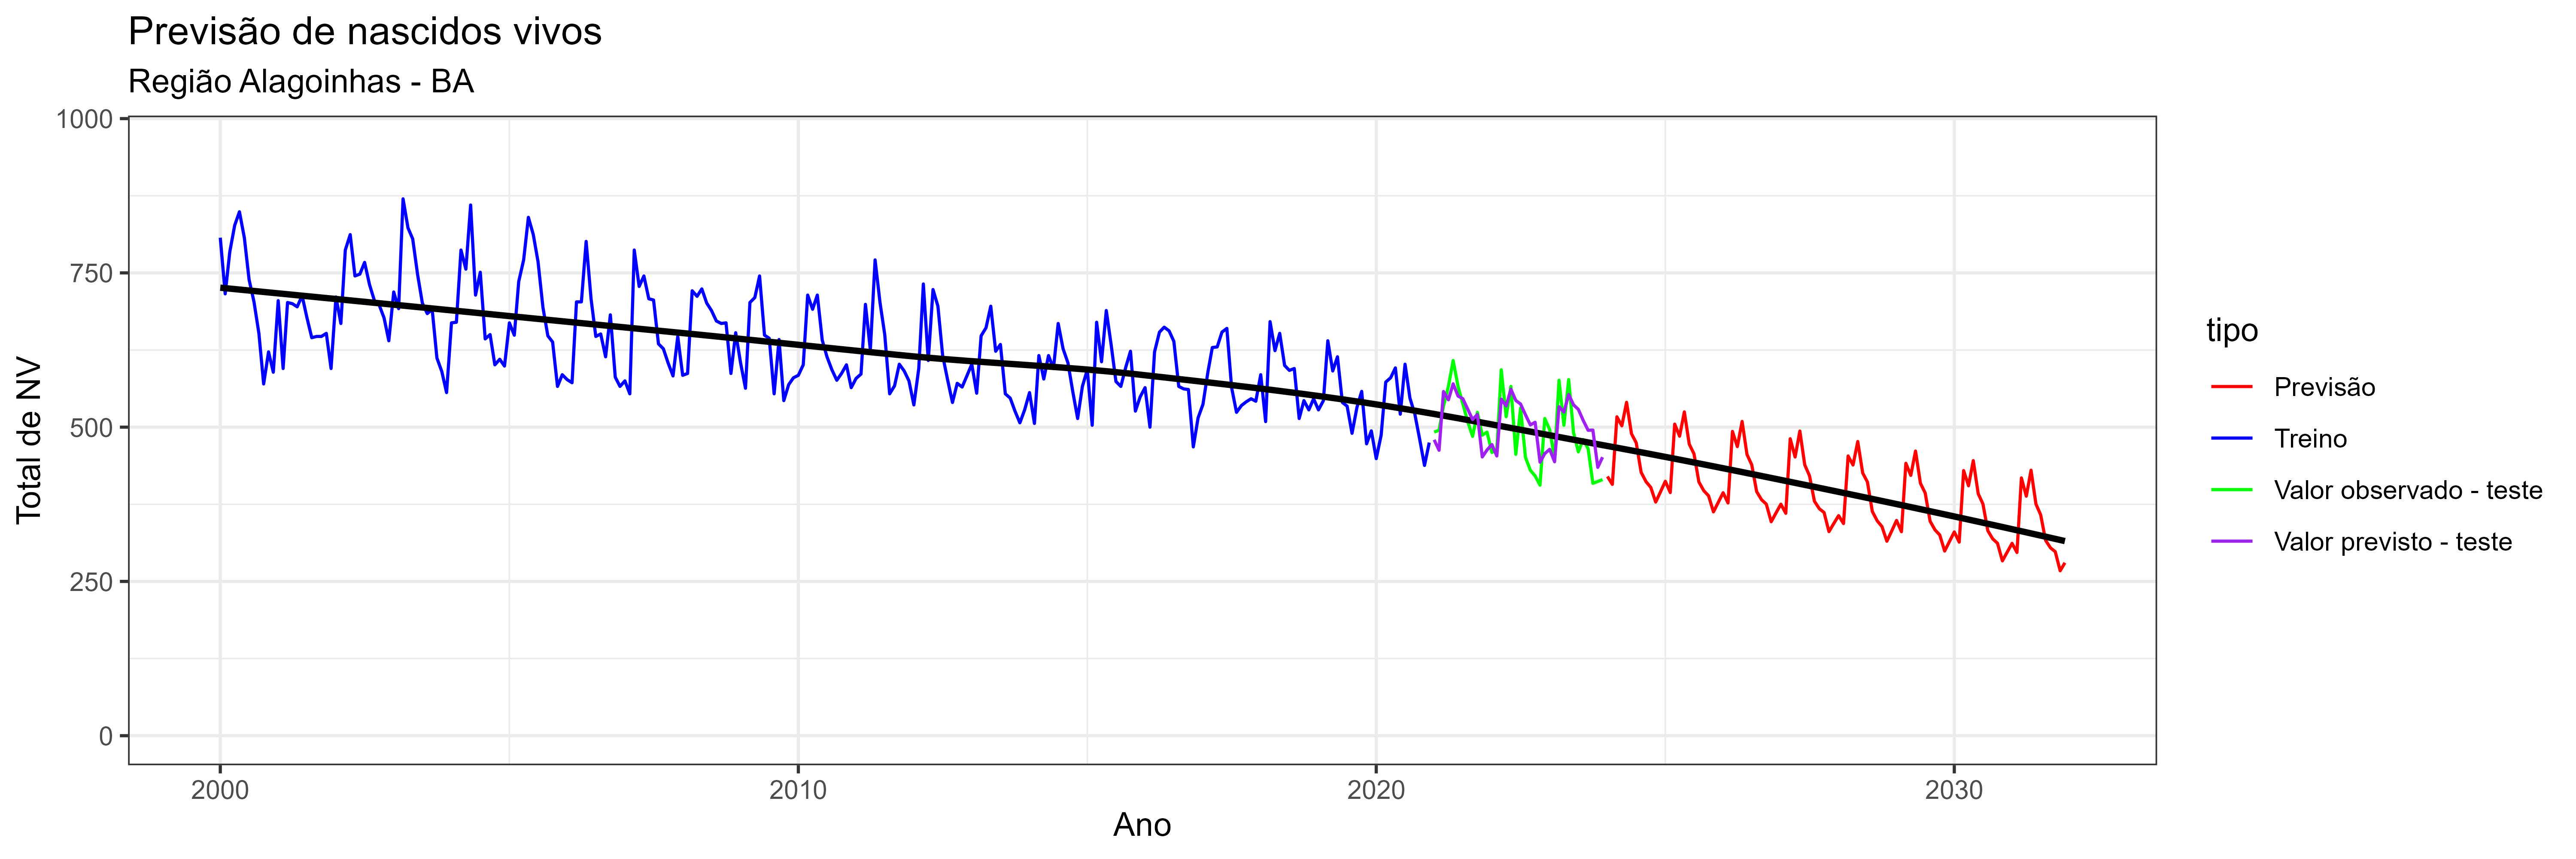 Previsão de nascidos vivos
Região Alagoinhas - BA
Total de NV
1000
750
500
250
0
2000
2010
2020
2030
Ano
tipo
Previsão
Treino
Valor observado - teste
Valor previsto - teste